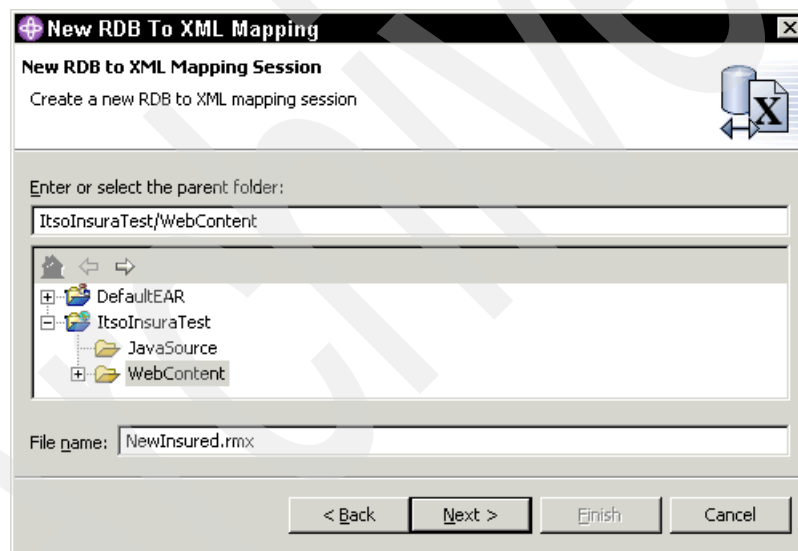 New RDB To XML Mapping
New RDB to XML Mapping Session
Create a new RDB to XML mapping session
X
Enter or select the parent folder:
ItsoInsuraTest/WebContent
DefaultEAR
ItsoInsuraTest
JavaSource
WebContent
File name: NewInsured.rmx
< Back Next > Finish Cancel